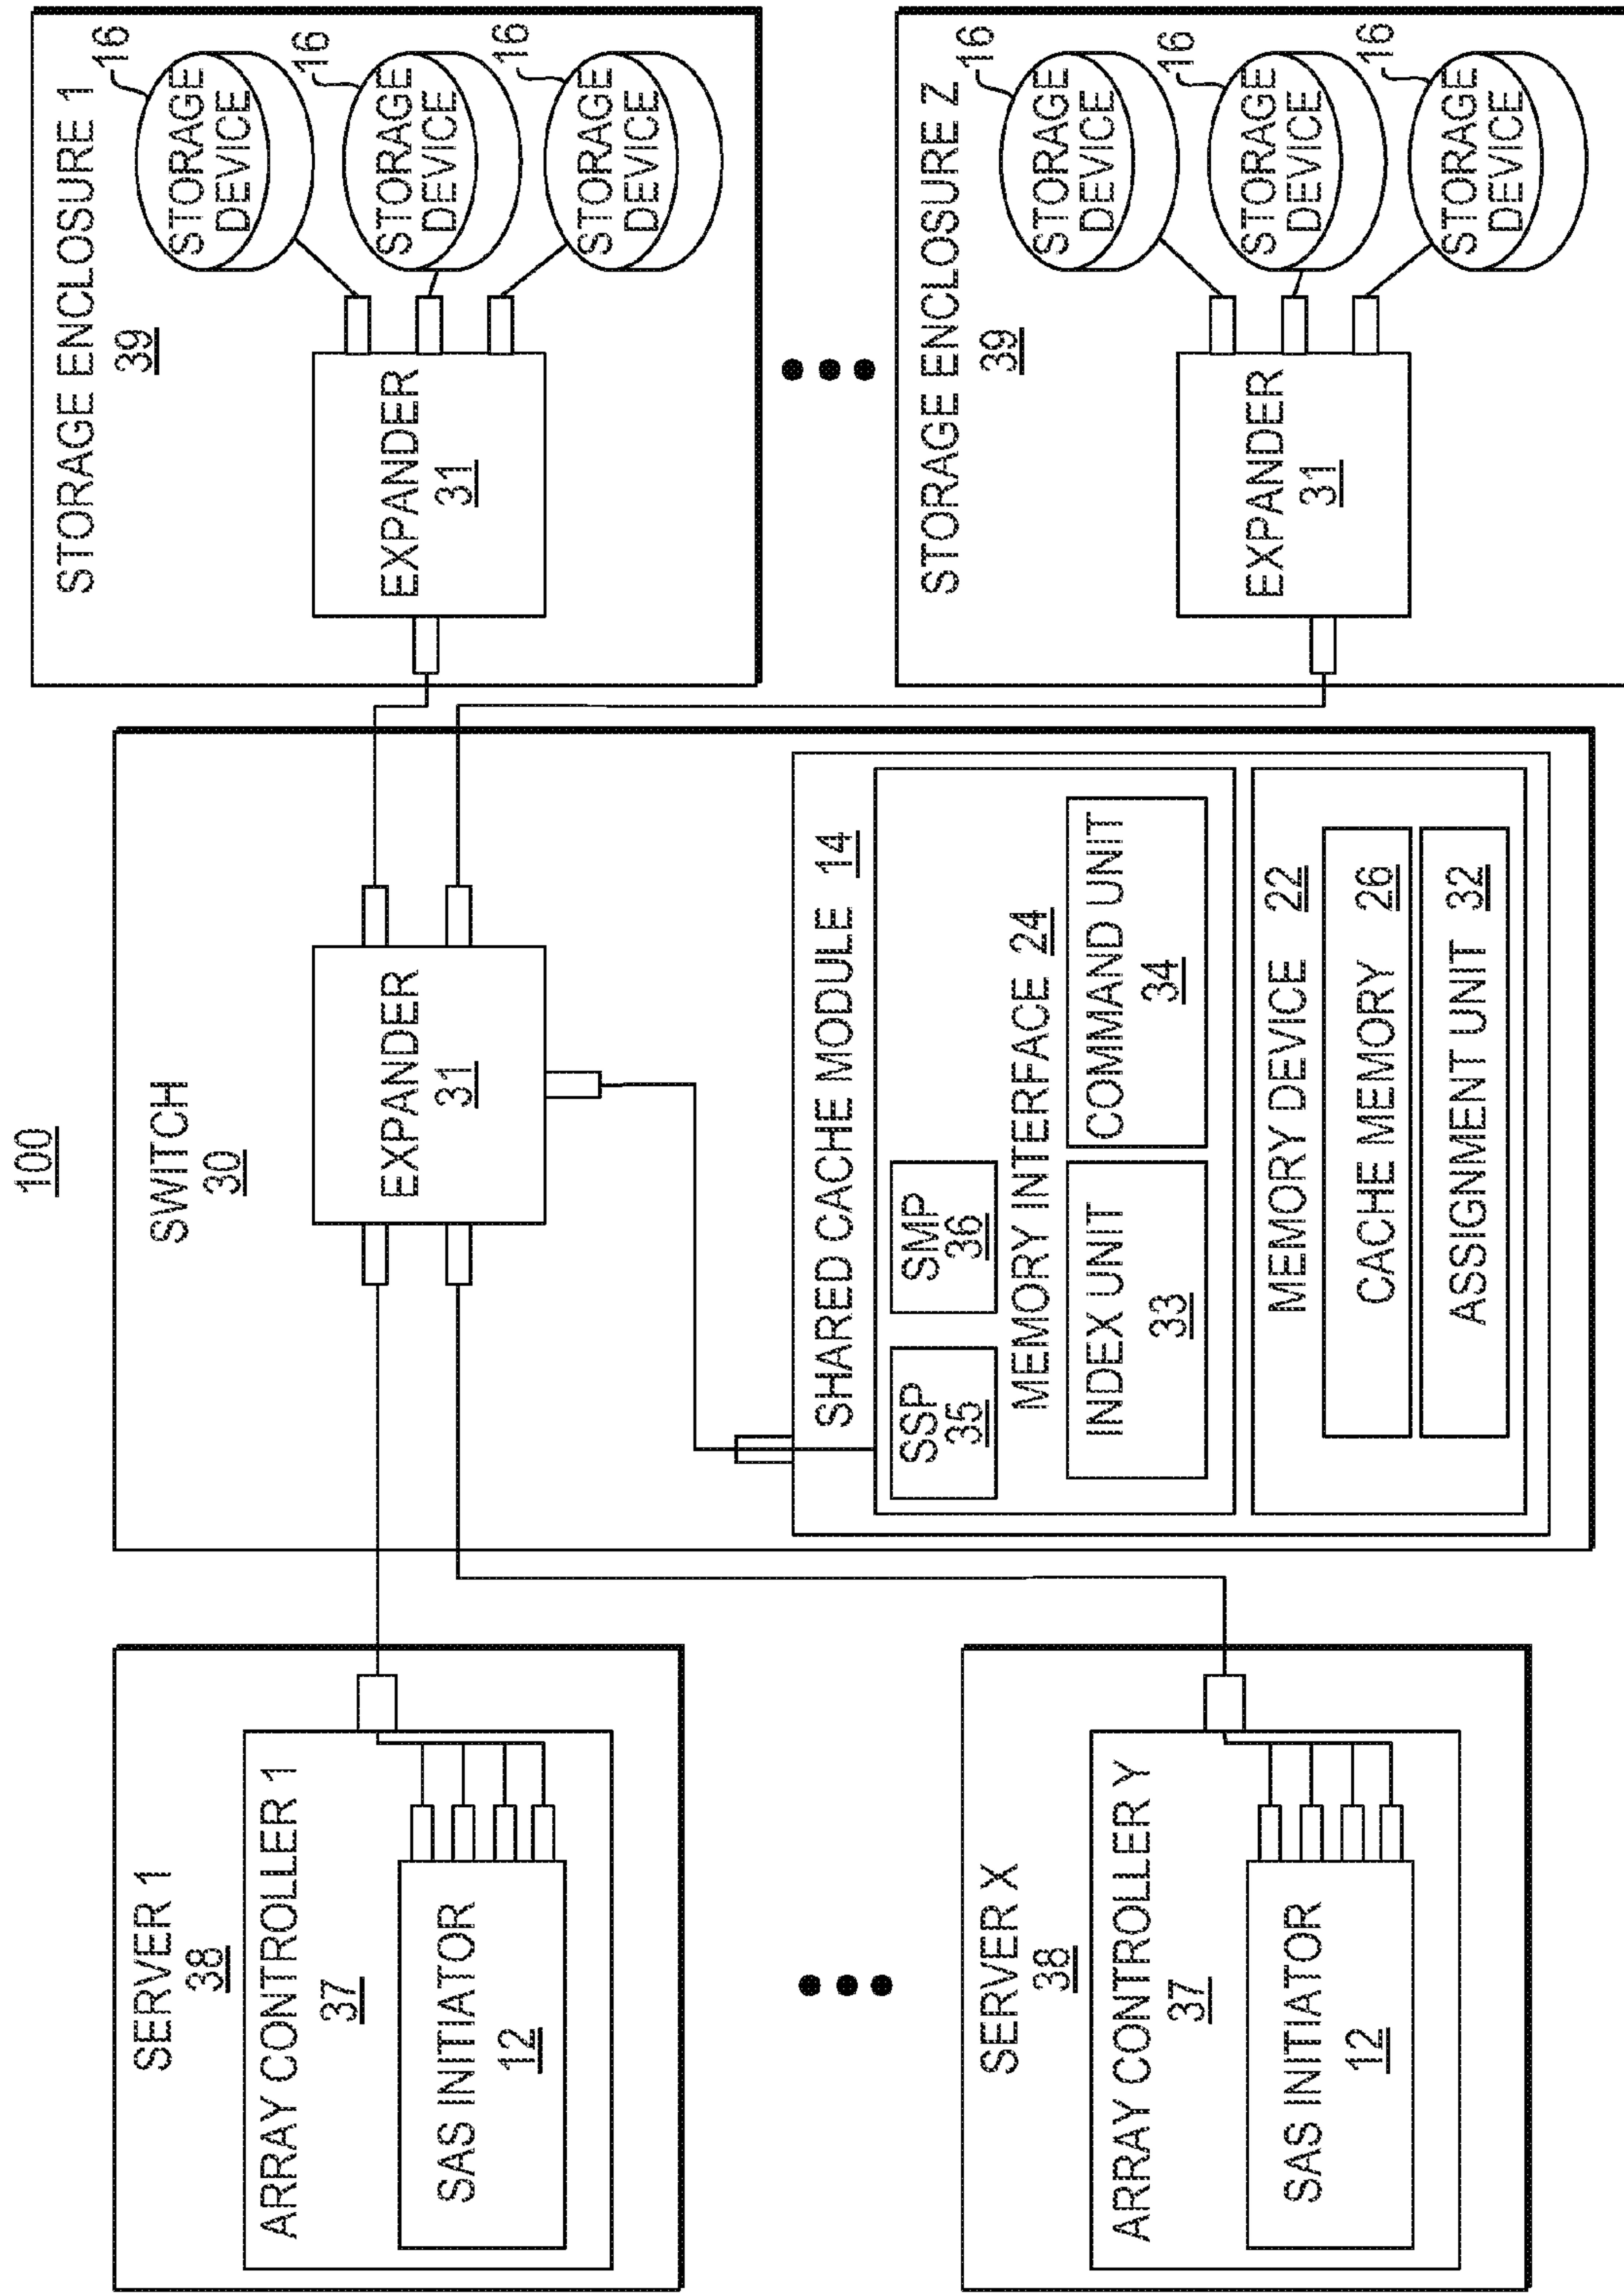 100
SERVER 1
38
ARRAY CONTROLLER 1
37
SAS INITIATOR
12
SERVER X
38
ARRAY CONTROLLER Y
37
SAS INITIATOR
12
SWITCH
30
EXPANDER
31
SHARED CACHE MODULE 14
SSP
35
SMP
36
MEMORY INTERFACE 24
INDEX UNIT
33
COMMAND UNIT
34
MEMORY DEVICE 22
CACHE MEMORY 26
ASSIGNMENT UNIT 32
STORAGE ENCLOSURE 1
39
EXPANDER
31
16
STORAGE
DEVICE
16
STORAGE
DEVICE
16
STORAGE
DEVICE
STORAGE ENCLOSURE Z
39
EXPANDER
31
16
STORAGE
DEVICE
16
STORAGE
DEVICE
16
STORAGE
DEVICE